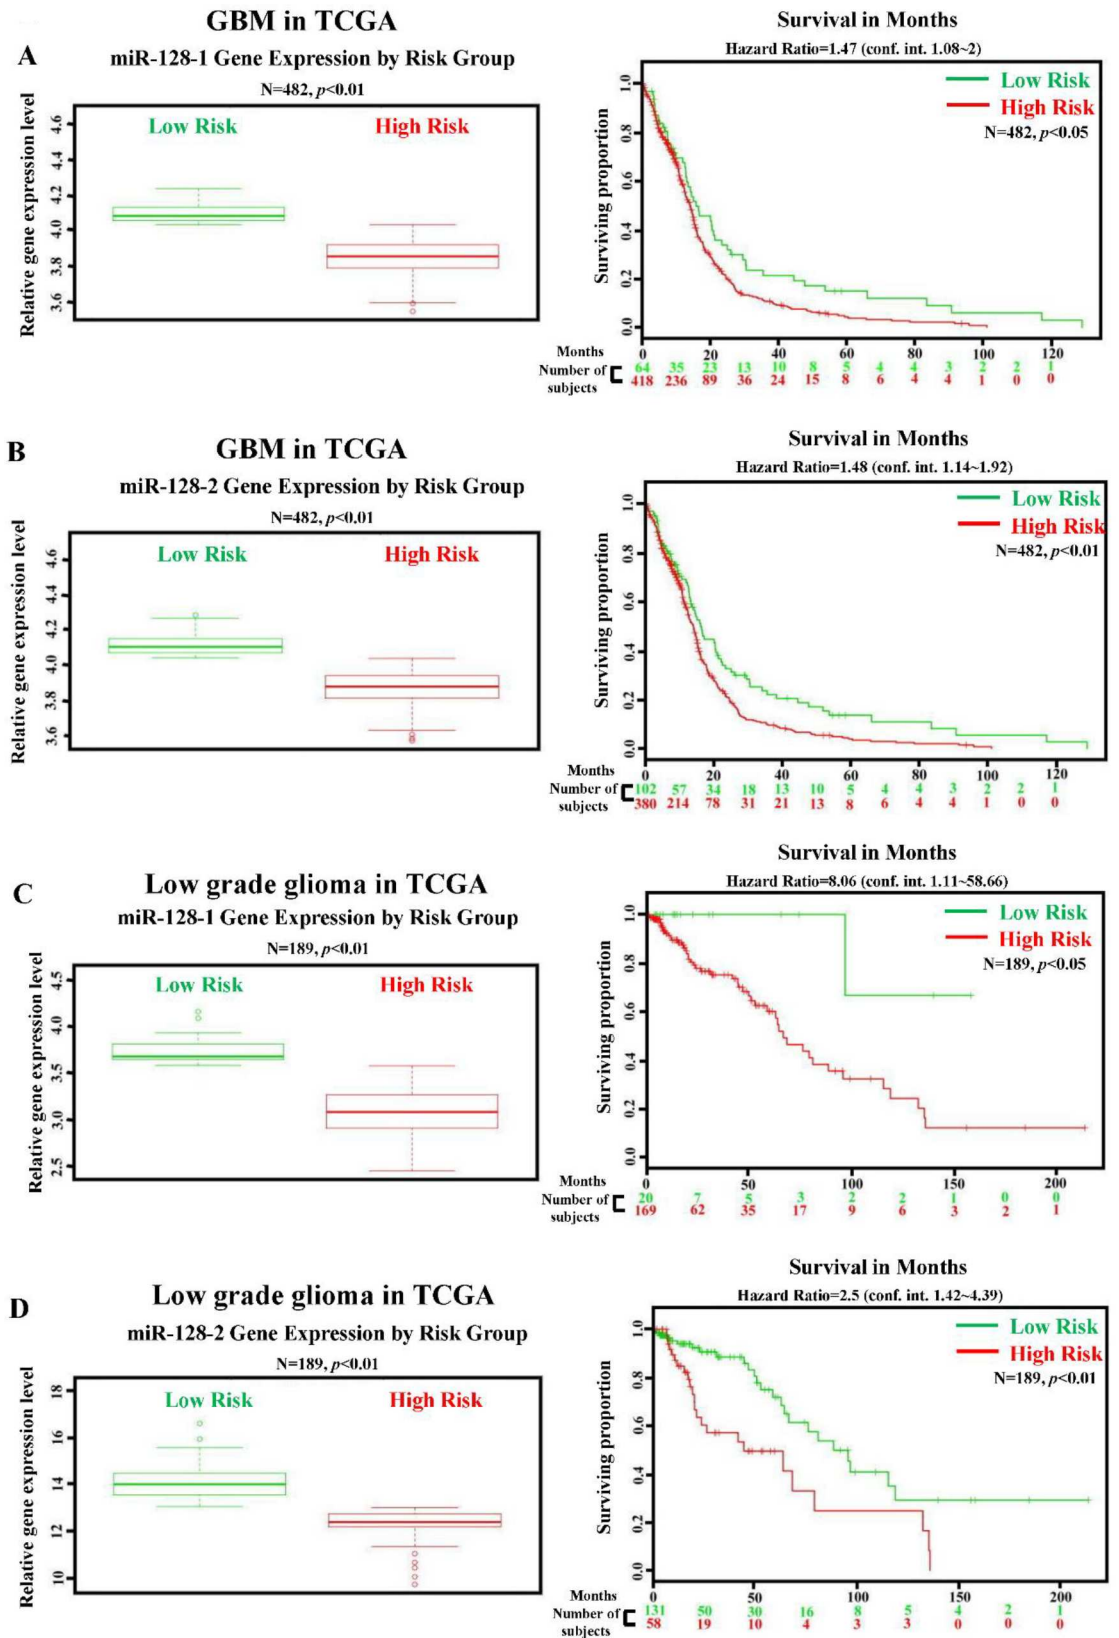 A
GBM in TCGA
miR-128-1 Gene Expression by Risk Group
N=482, p<0.01
Relative gene expression level
4.6
4.4
4.2
4.0
3.8
3.6
Low Risk
High Risk
Survival in Months
Hazard Ratio=1.47 (conf. int. 1.08~2)
Surviving proportion
1.0
0.8
0.6
0.4
0.2
0.0
Low Risk
High Risk
N=482, p<0.05
Months 0 20 40 60 80 100 120
Number of subjects
64 35 23 13 10 8 5 4 4 3 2 2 1
418 236 89 36 24 15 8 6 4 4 1 0 0
B
GBM in TCGA
miR-128-2 Gene Expression by Risk Group
N=482, p<0.01
Relative gene expression level
4.6
4.4
4.2
4.0
3.8
3.6
Low Risk
High Risk
Survival in Months
Hazard Ratio=1.48 (conf. int. 1.14~1.92)
Surviving proportion
1.0
0.8
0.6
0.4
0.2
0.0
Low Risk
High Risk
N=482, p<0.01
Months 0 20 40 60 80 100 120
Number of subjects
102 57 34 18 13 10 5 4 4 3 2 2 1
380 214 78 31 21 13 8 6 4 4 1 0 0
C
Low grade glioma in TCGA
miR-128-1 Gene Expression by Risk Group
N=189, p<0.01
Relative gene expression level
4.5
4.0
3.5
3.0
2.5
Low Risk
High Risk
Survival in Months
Hazard Ratio=8.06 (conf. int. 1.11~58.66)
Surviving proportion
1.0
0.8
0.6
0.4
0.2
0.0
Low Risk
High Risk
N=189, p<0.05
Months 0 50 100 150 200
Number of subjects
20 7 5 3 2 2 1 0 0
169 62 35 17 9 6 3 2 1
D
Low grade glioma in TCGA
miR-128-2 Gene Expression by Risk Group
N=189, p<0.01
Relative gene expression level
18
16
14
12
10
Low Risk
High Risk
Survival in Months
Hazard Ratio=2.5 (conf. int. 1.42~4.39)
Surviving proportion
1.0
0.8
0.6
0.4
0.2
0.0
Low Risk
High Risk
N=189, p<0.01
Months 0 50 100 150 200
Number of subjects
131 50 30 16 8 5 4 2 1
58 19 10 4 3 3 0 0 0